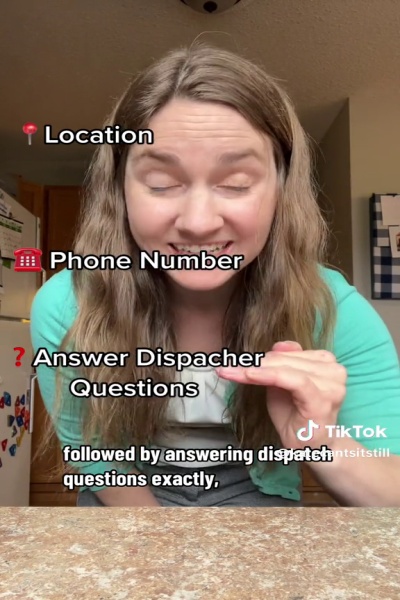 Location
Phone Number
Answer Dispacher
Questions
TikTok
followed by answering dispatch
questions exactly,